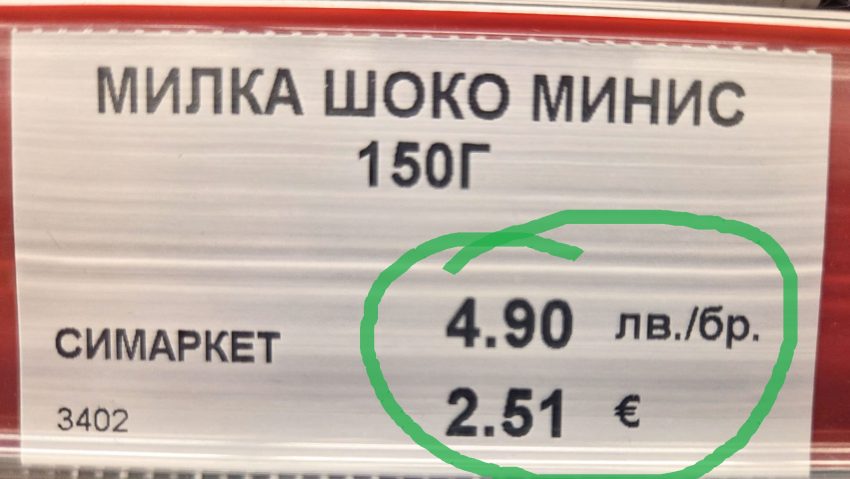 МИЛКА ШОКО МИНИС
150Г
4.90 лв./бр.
СИМАРКЕТ
2.51 €
3402